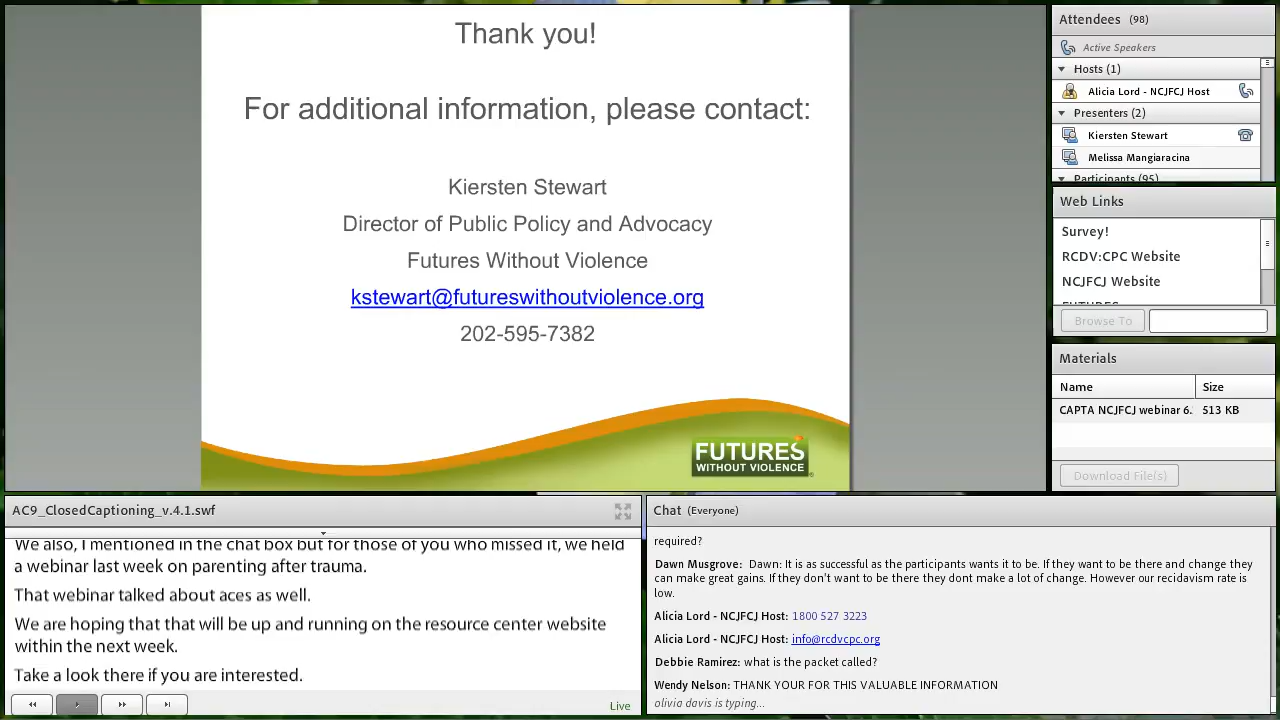 Thank you!
For additional information, please contact:
Kiersten Stewart
Director of Public Policy and Advocacy
Futures Without Violence
kstewart@futureswithoutviolence.org
202-595-7382
FUTURES
WITHOUT VIOLENCE
Attendees (98)
Active Speakers
Hosts (1)
Alicia Lord - NCJFCJ Host
Presenters (2)
Kiersten Stewart
Melissa Mangiaracina
Participants (95)
Web Links
Survey!
RCDV:CPC Website
NCJFCJ Website
FUTURES
Browse To
Materials
Name Size
CAPTA NCJFCJ webinar 6. 513 KB
Download File(s)
AC9_ClosedCaptioning_v.4.1.swf
We also, I mentioned in the chat box but for those of you who missed it, we held
a webinar last week on parenting after trauma.
That webinar talked about aces as well.
We are hoping that that will be up and running on the resource center website
within the next week.
Take a look there if you are interested.
Live
Chat (Everyone)
required?
Dawn Musgrove: Dawn: It is as successful as the participants wants it to be. If they want to be there and change they
can make great gains. If they don't want to be there they dont make a lot of change. However our recidavism rate is
low.
Alicia Lord - NCJFCJ Host: 1800 527 3223
Alicia Lord - NCJFCJ Host: info@rcdvcpc.org
Debbie Ramirez: what is the packet called?
Wendy Nelson: THANK YOUR FOR THIS VALUABLE INFORMATION
olivia davis is typing...